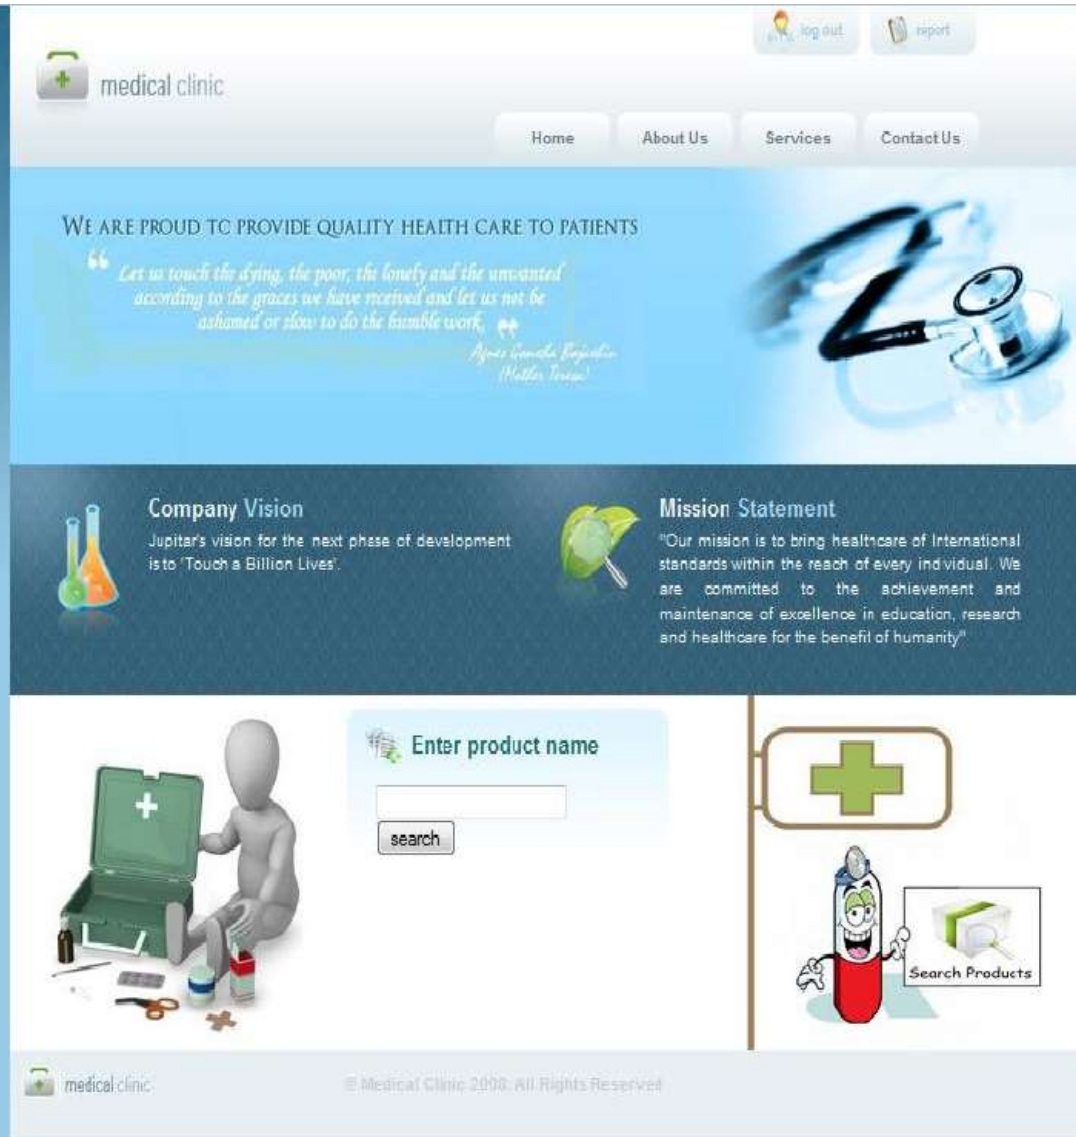 log out
report
medical clinic
Home
About Us
Services
Contact Us
WE ARE PROUD TC PROVIDE QUALITY HEALTH CARE TO PATIENTS
“ Let us touch the dying, the poor, the lonely and the unwanted
according to the graces we have received and let us not be
ashamed or slow to do the humble work. ”
Agnes Gonxha
(Mother Teresa)
Company Vision
Jupitar's vision for the next phase of development
is to 'Touch a Billion Lives'.
Mission Statement
"Our mission is to bring healthcare of International
standards within the reach of every individual. We
are committed to the achievement and
maintenance of excellence in education, research
and healthcare for the benefit of humanity"
Enter product name
search
Search Products
medical clinic
© Medical Clinic 2008. All Rights Reserved